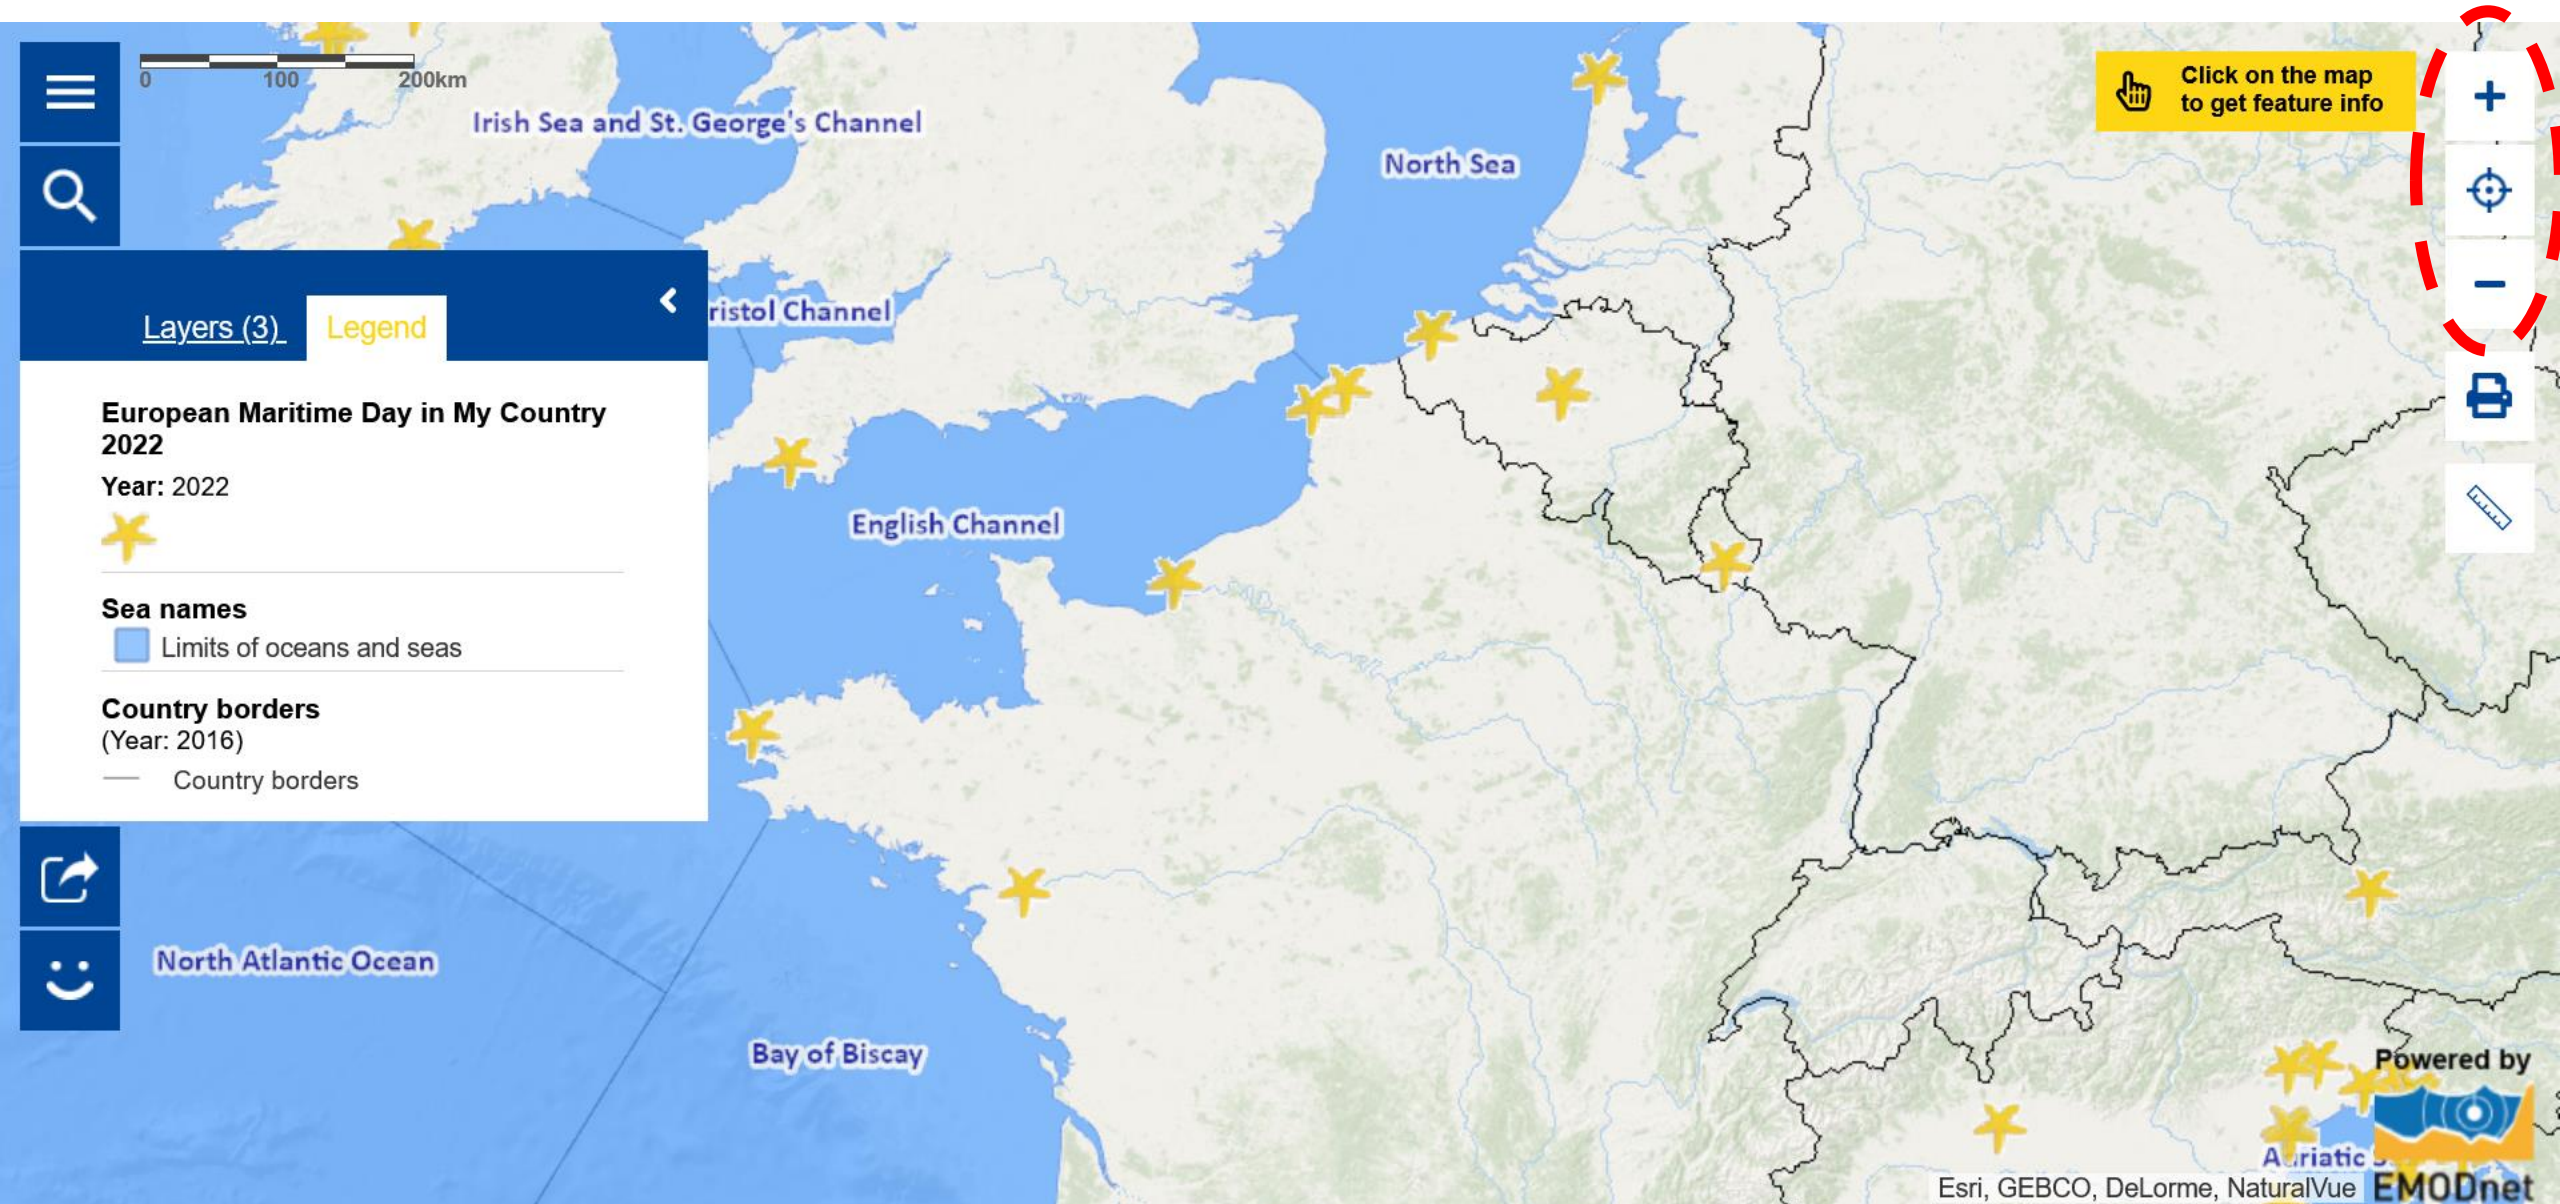 0 100 200km
Irish Sea and St. George's Channel
North Sea
Click on the map
to get feature info
ristol Channel
Layers (3)
Legend
European Maritime Day in My Country
2022
Year: 2022
English Channel
Sea names
Limits of oceans and seas
Country borders
(Year: 2016)
Country borders
North Atlantic Ocean
Bay of Biscay
Powered by
EMODnet
Esri, GEBCO, DeLorme, NaturalVue